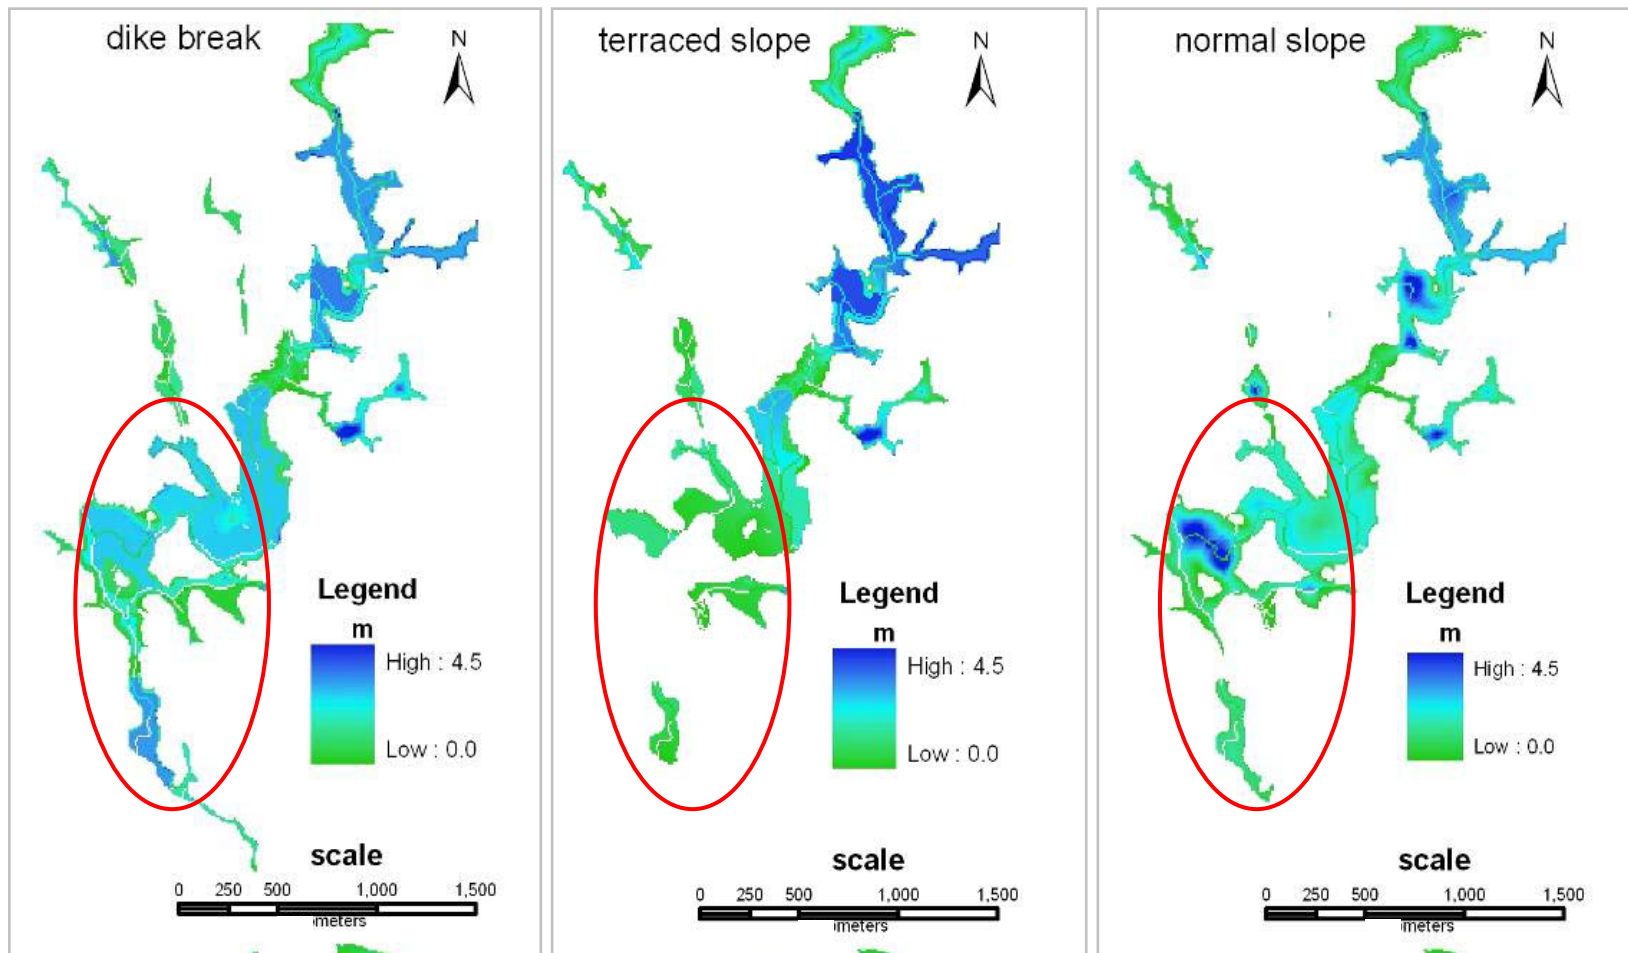 dike break
N
Legend
m
High : 4.5
Low : 0.0
scale
0 250 500 1,000 1,500
meters
terraced slope
N
Legend
m
High : 4.5
Low : 0.0
scale
0 250 500 1,000 1,500
meters
normal slope
N
Legend
m
High : 4.5
Low : 0.0
scale
0 250 500 1,000 1,500
meters